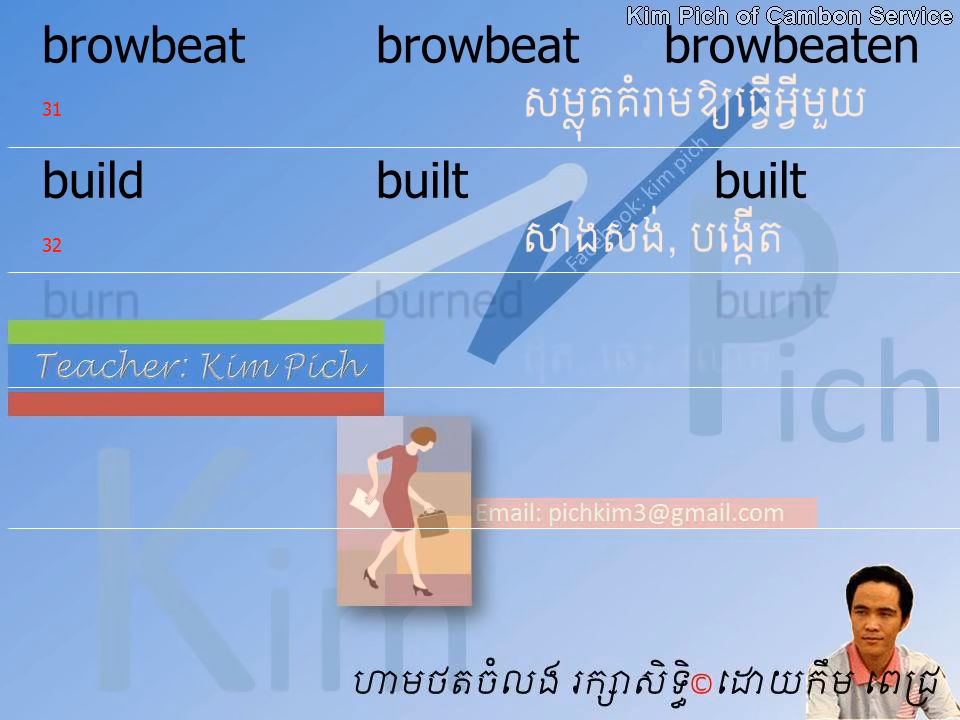 Kim Pich of Cambon Service
browbeat browbeat browbeaten
31 សម្លុតគំរាមឱ្យធ្វើអ្វីមួយ
build built built
Facebook: kim pich
32 សាងសង់, បង្កើត
burn burned burnt
Teacher: Kim Pich
Pich
Email: pichkim3@gmail.com
Kim
ហាមថតចំលង រក្សាសិទ្ធិ©ដោយកឹម ពេជ្រ